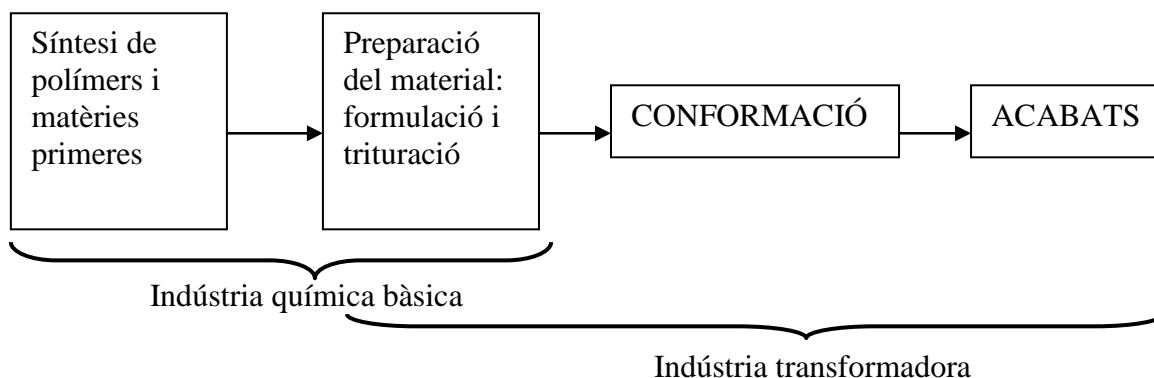 Síntesi de
polímers i
matèries
primeres
Preparació
del material:
formulació i
trituració
CONFORMACIÓ
ACABATS
Indústria química bàsica
Indústria transformadora